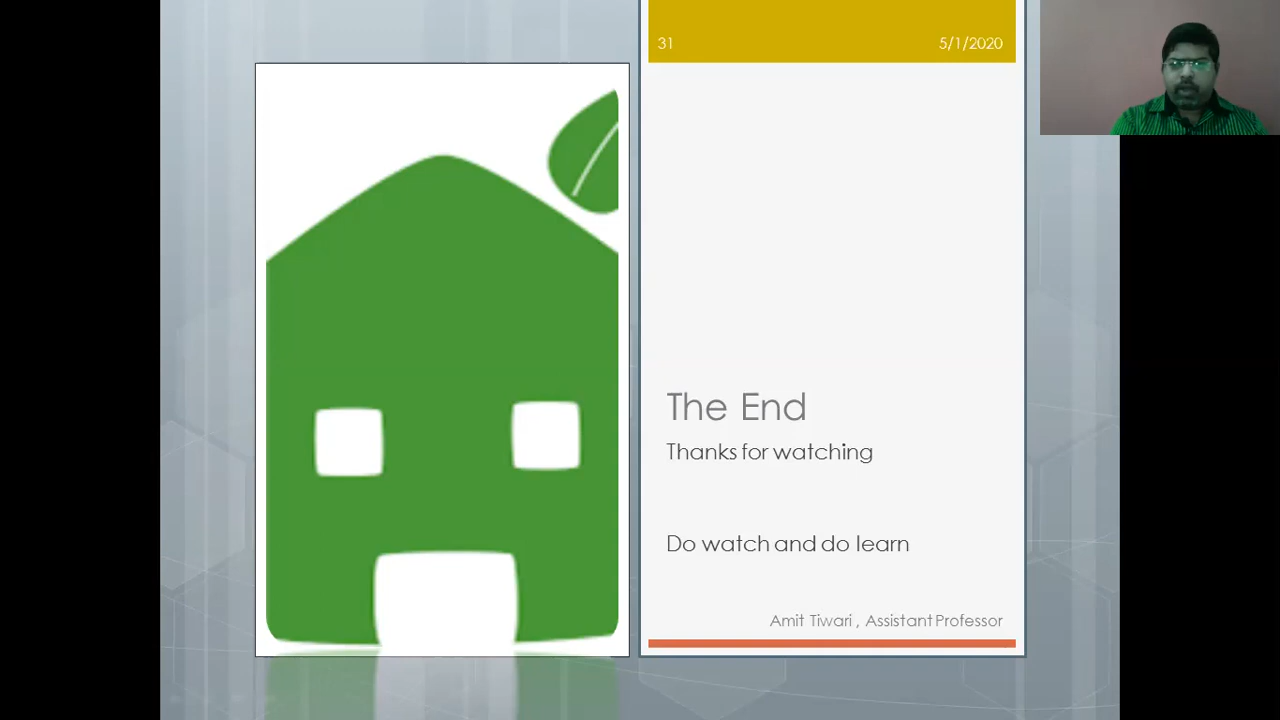 31
5/1/2020
The End
Thanks for watching
Do watch and do learn
Amit Tiwari , Assistant Professor